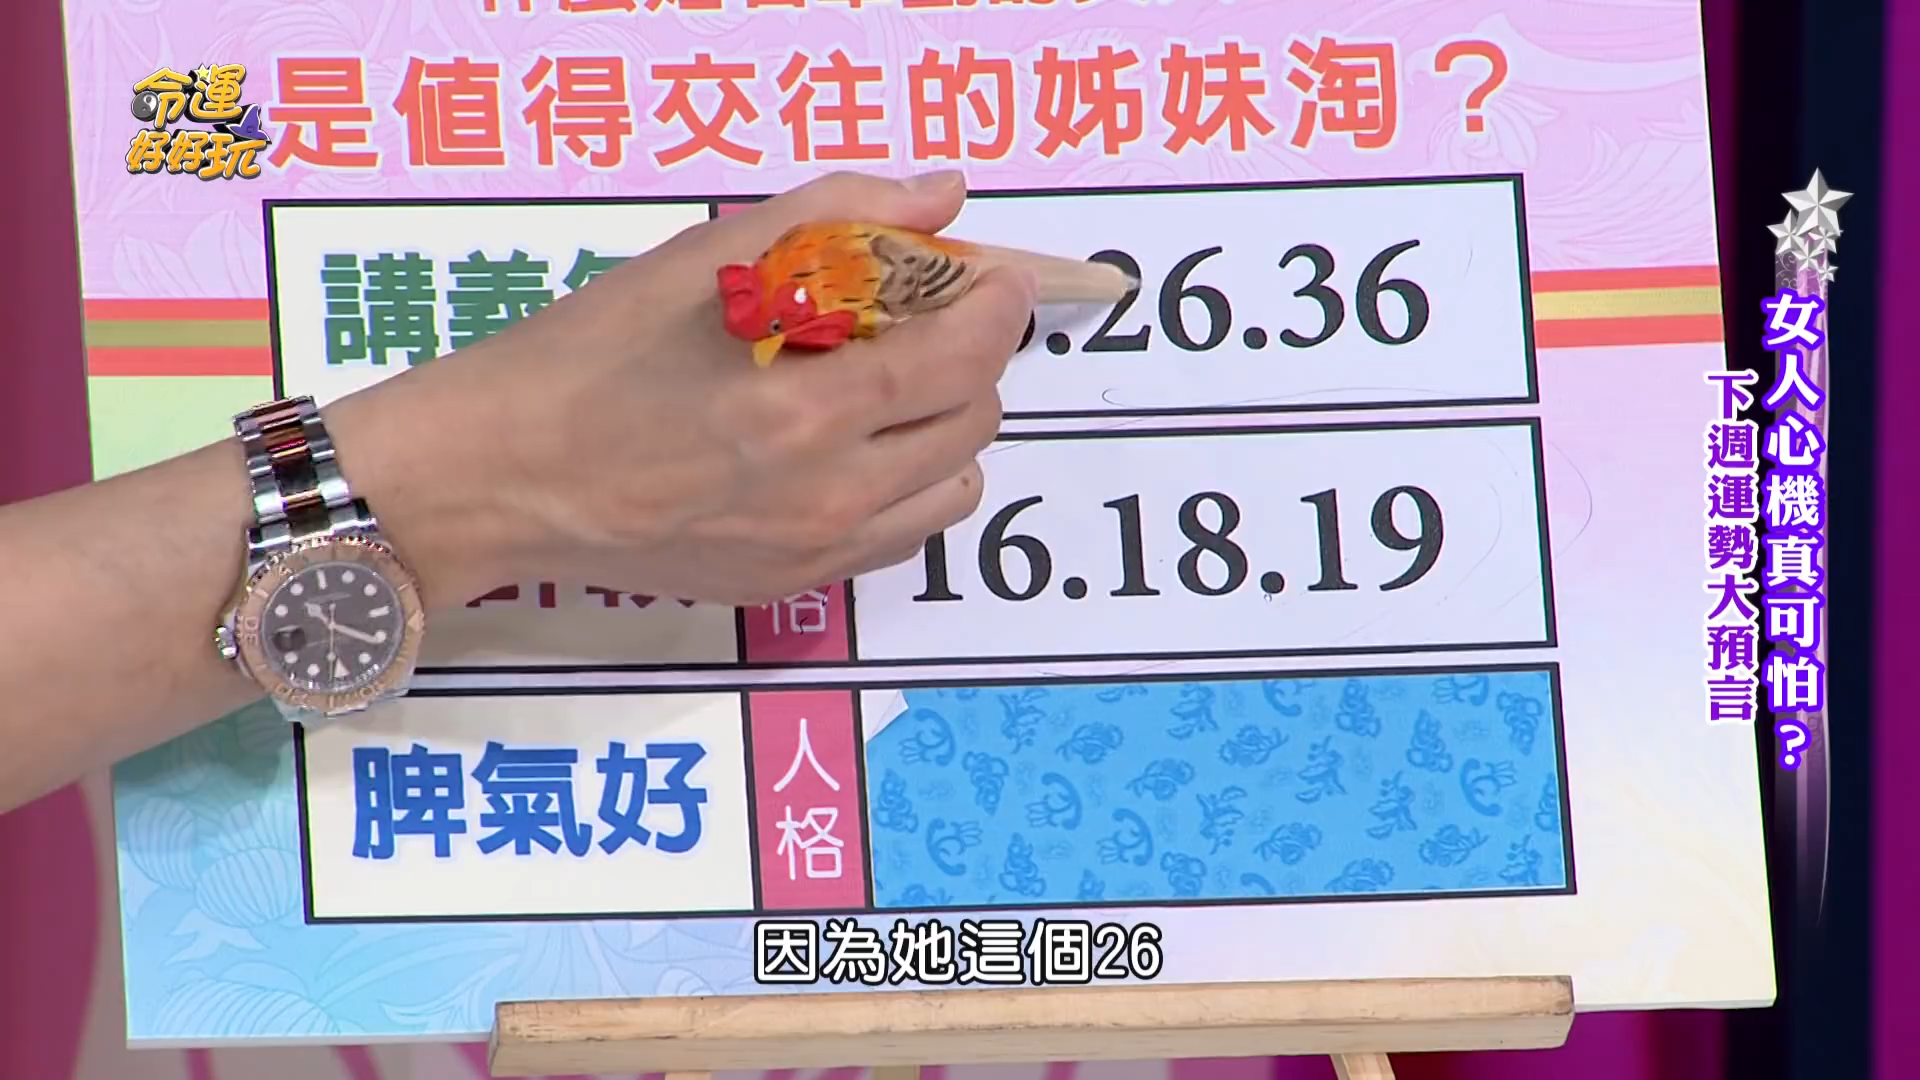 是值得交往的姊妹淘？
命運
好好玩
講義
.26.36
16.18.19
格
脾氣好
人格
女人心機真可怕？
下週運勢大預言
因為她這個26